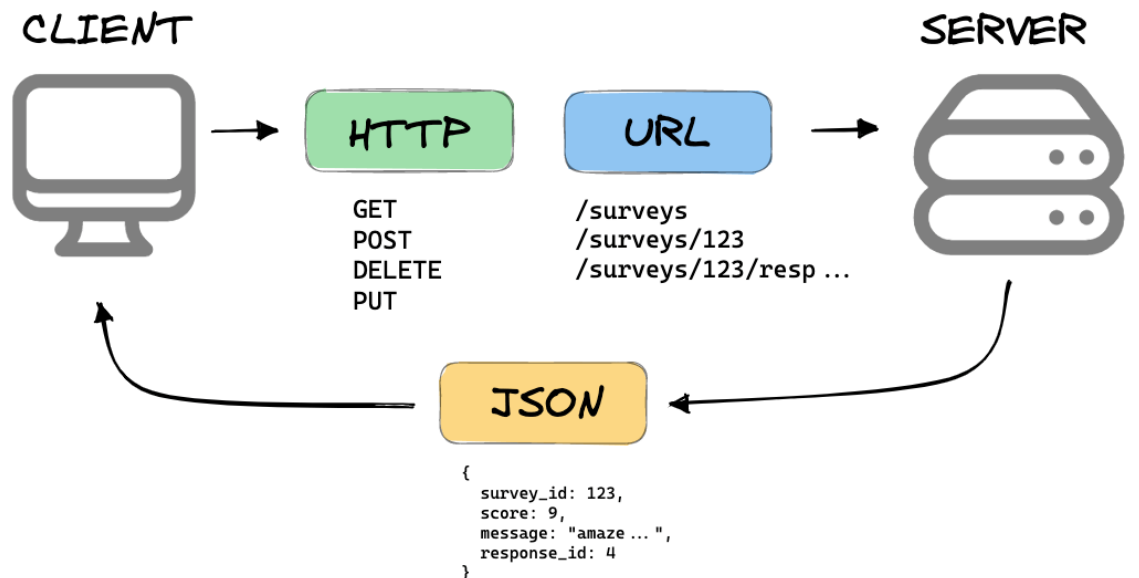 CLIENT
SERVER
HTTP
URL
GET
POST
DELETE
PUT
/surveys
/surveys/123
/surveys/123/resp...
JSON
{
survey_id: 123,
score: 9,
message: "amaze...",
response_id: 4
}